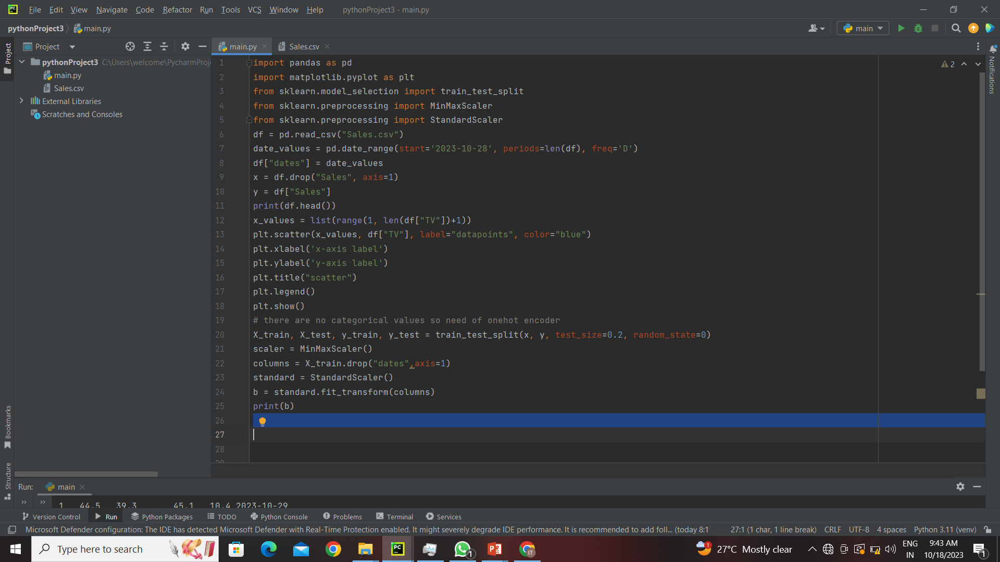 File Edit View Navigate Code Refactor Run Tools VCS Window Help pythonProject3 - main.py
pythonProject3 main.py main
Project main.py Sales.csv
Project
pythonProject3 C:\Users\welcome\PycharmProj
main.py
Sales.csv
External Libraries
Scratches and Consoles
Notifications
2
1 import pandas as pd
2 import matplotlib.pyplot as plt
3 from sklearn.model_selection import train_test_split
4 from sklearn.preprocessing import MinMaxScaler
5 from sklearn.preprocessing import StandardScaler
6 df = pd.read_csv("Sales.csv")
7 date_values = pd.date_range(start='2023-10-28', periods=len(df), freq='D')
8 df["dates"] = date_values
9 x = df.drop("Sales", axis=1)
10 y = df["Sales"]
11 print(df.head())
12 x_values = list(range(1, len(df["TV"])+1))
13 plt.scatter(x_values, df["TV"], label="datapoints", color="blue")
14 plt.xlabel('x-axis label')
15 plt.ylabel('y-axis label')
16 plt.title("scatter")
17 plt.legend()
18 plt.show()
19 # there are no categorical values so need of onehot encoder
20 X_train, X_test, y_train, y_test = train_test_split(x, y, test_size=0.2, random_state=0)
21 scaler = MinMaxScaler()
22 columns = X_train.drop("dates",axis=1)
23 standard = StandardScaler()
24 b = standard.fit_transform(columns)
25 print(b)
26
27
28
Bookmarks
Structure
Run: main
1 44.5 39.3 45.1 10.4 2023-10-29
Version Control Run Python Packages TODO Python Console Problems Terminal Services
Microsoft Defender configuration: The IDE has detected Microsoft Defender with Real-Time Protection enabled. It might severely degrade IDE performance. It is recommended to add foll... (today 8:1 27:1 (1 char, 1 line break) CRLF UTF-8 4 spaces Python 3.11 (venv)
Type here to search 1 1 27°C Mostly clear ENG 9:43 AM
IN 10/18/2023 1